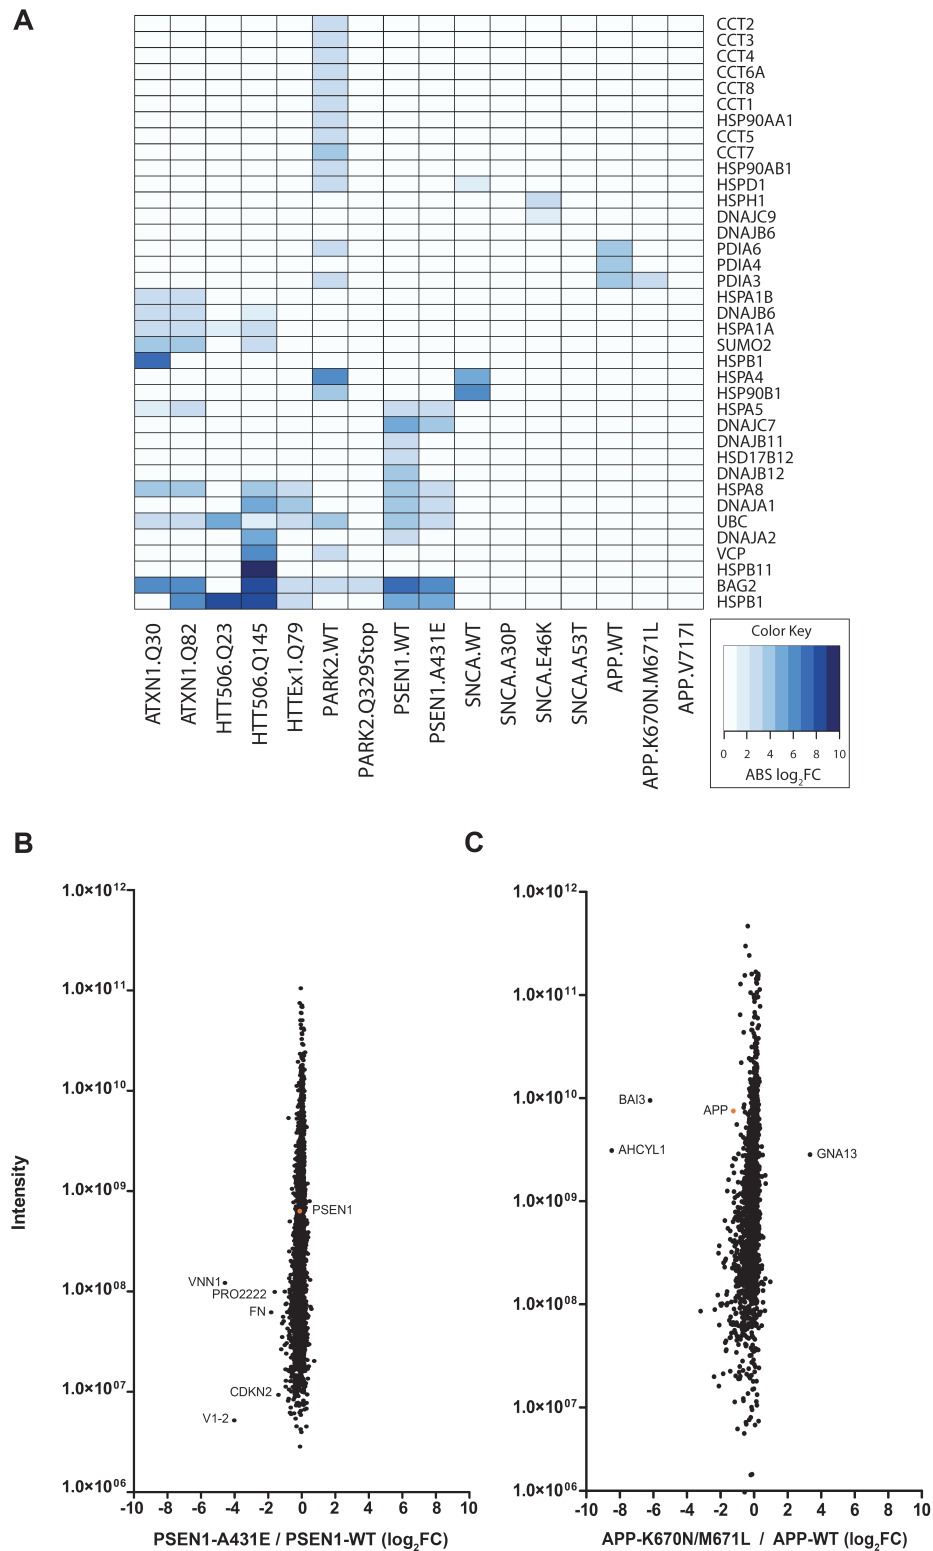 A
CCT2
CCT3
CCT4
CCT6A
CCT8
CCT1
HSP90AA1
CCT5
CCT7
HSP90AB1
HSPD1
HSPH1
DNAJC9
DNAJB6
PDIA6
PDIA4
PDIA3
HSPA1B
DNAJB6
HSPA1A
SUMO2
HSPB1
HSPA4
HSP90B1
HSPA5
DNAJC7
DNAJB11
HSD17B12
DNAJB12
HSPA8
DNAJA1
UBC
DNAJA2
VCP
HSPB11
BAG2
HSPB1
ATXN1.Q30
ATXN1.Q82
HTT506.Q23
HTT506.Q145
HTTEx1.Q79
PARK2.WT
PARK2.Q329Stop
PSEN1.WT
PSEN1.A431E
SNCA.WT
SNCA.A30P
SNCA.E46K
SNCA.A53T
APP.WT
APP.K670N.M671L
APP.V717I
Color Key
0 2 4 6 8 10
ABS log₂FC
B
Intensity
1.0×10¹²
1.0×10¹¹
1.0×10¹⁰
1.0×10⁰⁹
1.0×10⁰⁸
1.0×10⁰⁷
1.0×10⁰⁶
PSEN1
VNN1
PRO2222
FN
CDKN2
V1-2
-10 -8 -6 -4 -2 0 2 4 6 8 10
PSEN1-A431E / PSEN1-WT (log₂FC)
C
1.0×10¹²
1.0×10¹¹
1.0×10¹⁰
1.0×10⁰⁹
1.0×10⁰⁸
1.0×10⁰⁷
1.0×10⁰⁶
BAI3
APP
AHCYL1
GNA13
-10 -8 -6 -4 -2 0 2 4 6 8 10
APP-K670N/M671L / APP-WT (log₂FC)